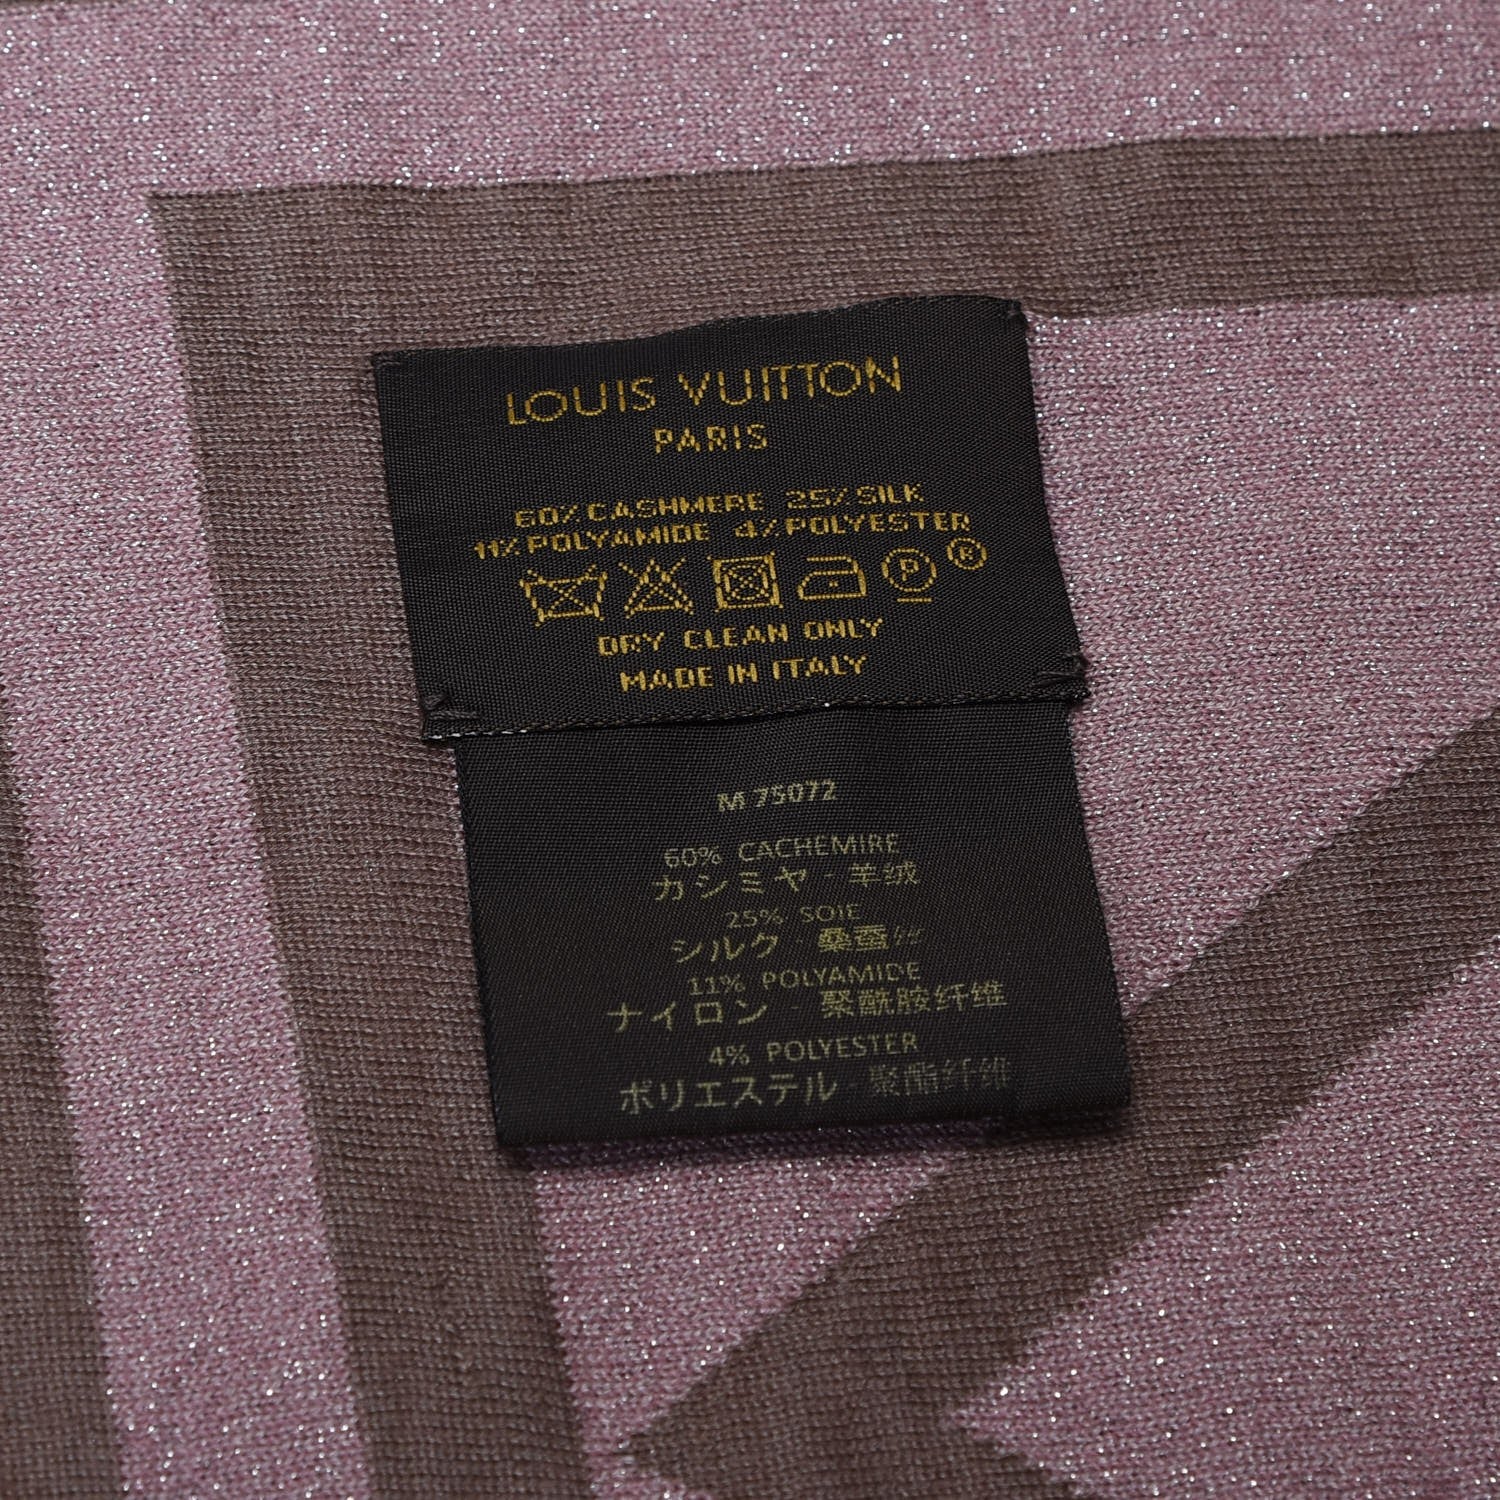 LOUIS VUITTON
PARIS
60% CASHMERE 25% SILK
11% POLYAMIDE 4% POLYESTER
P ®
DRY CLEAN ONLY
MADE IN ITALY
M 75072
60% CACHEMIRE
カシミヤ - 羊绒
25% SOIE
シルク - 桑蚕丝
11% POLYAMIDE
ナイロン - 聚酰胺纤维
4% POLYESTER
ポリエステル - 聚酯纤维